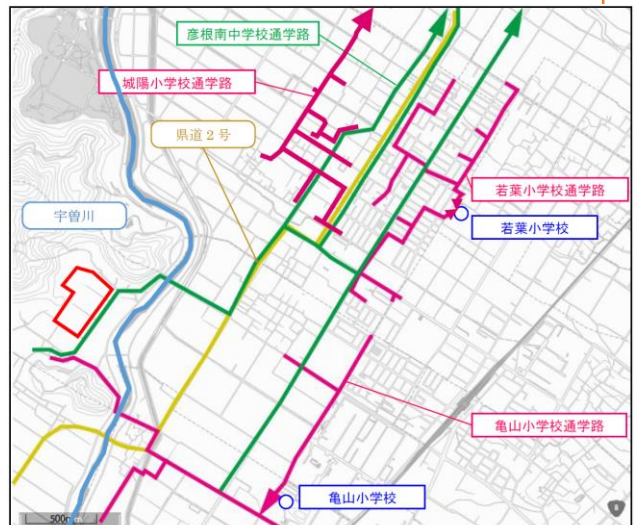 彦根南中学校通学路
城陽小学校通学路
県道2号
若葉小学校通学路
宇曽川
若葉小学校
亀山小学校通学路
亀山小学校
500m
8